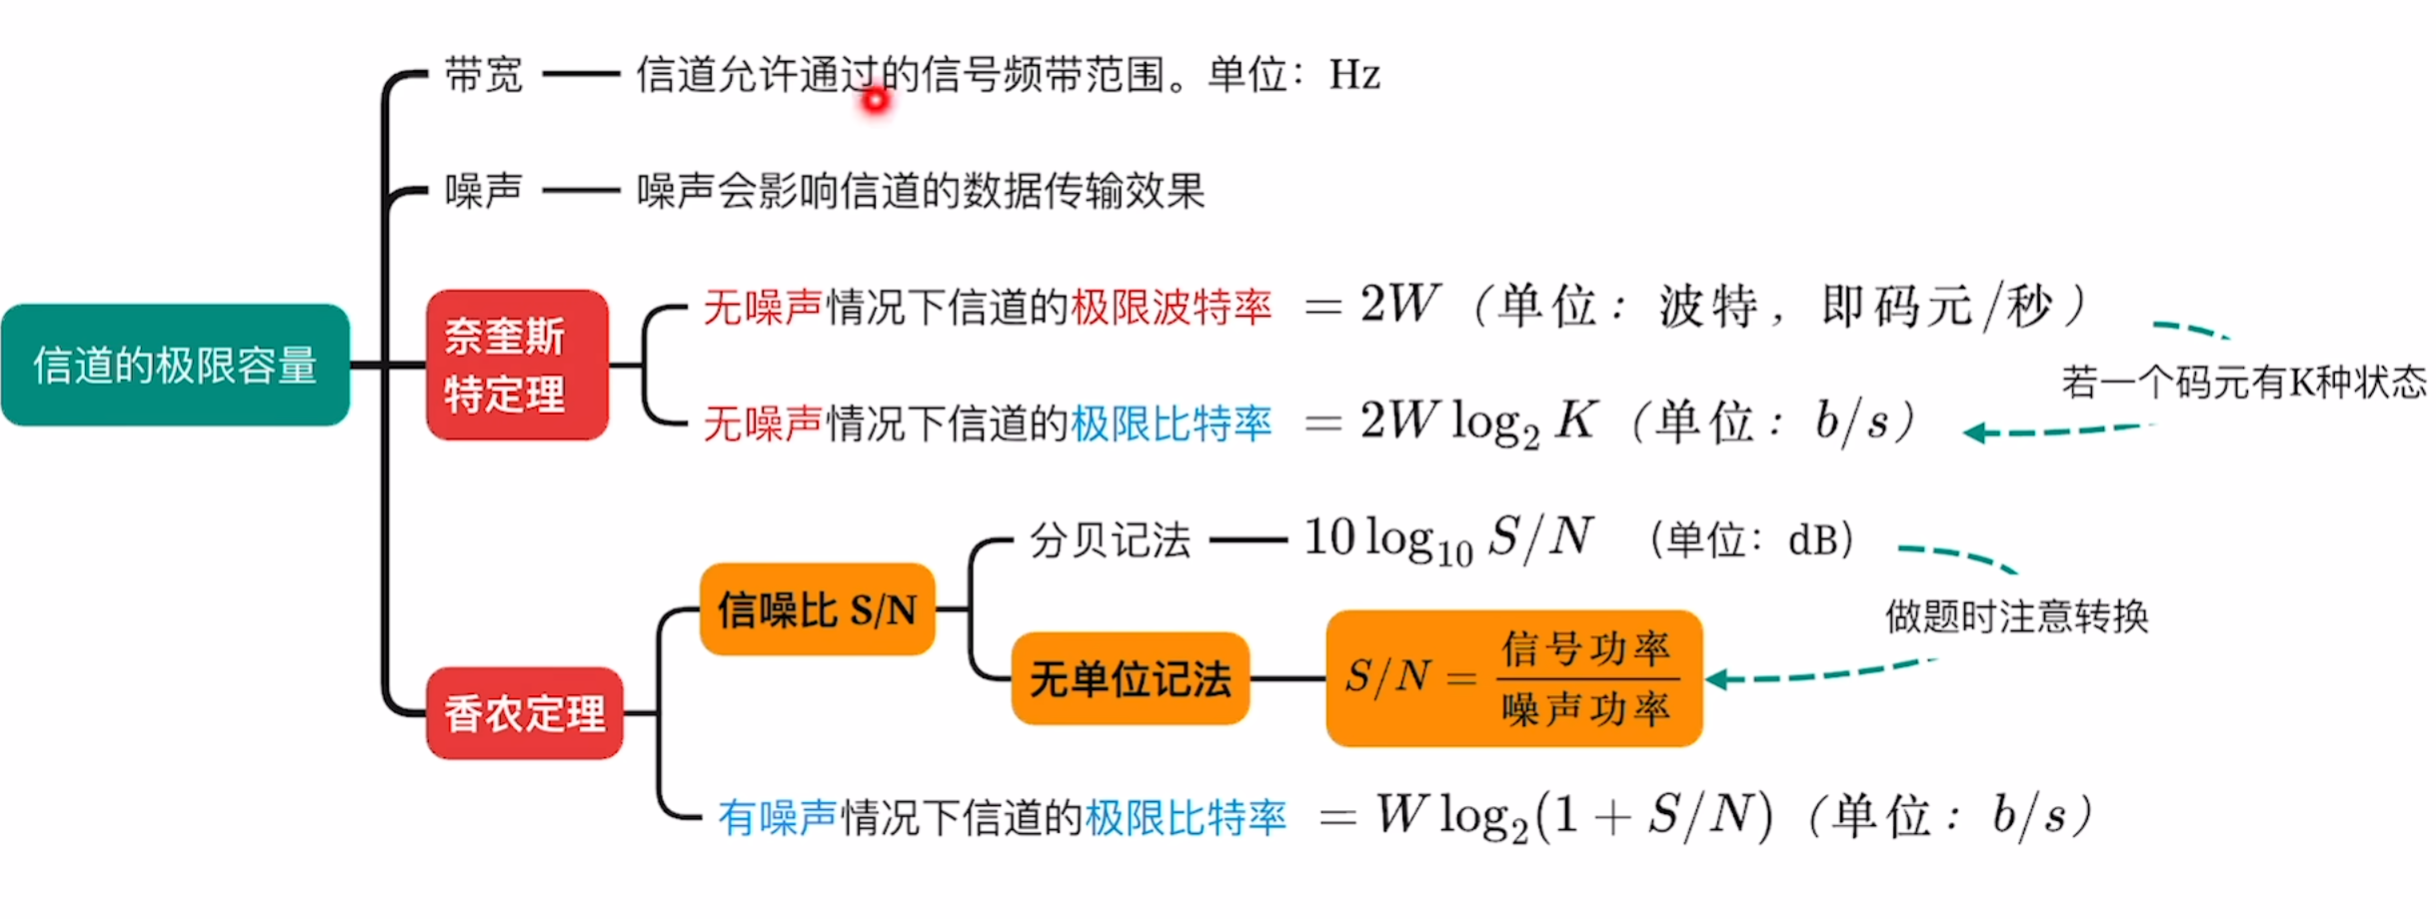 带宽 信道允许通过的信号频带范围。单位：Hz
噪声 噪声会影响信道的数据传输效果
信道的极限容量
奈奎斯
特定理
无噪声情况下信道的极限波特率 = 2W（单位：波特，即码元/秒）
若一个码元有K种状态
无噪声情况下信道的极限比特率 = 2W log₂ K（单位：b/s）
香农定理
信噪比 S/N
分贝记法 10 log₁₀ S/N （单位：dB）
做题时注意转换
无单位记法 S/N = 信号功率
噪声功率
有噪声情况下信道的极限比特率 = W log₂(1 + S/N)（单位：b/s）